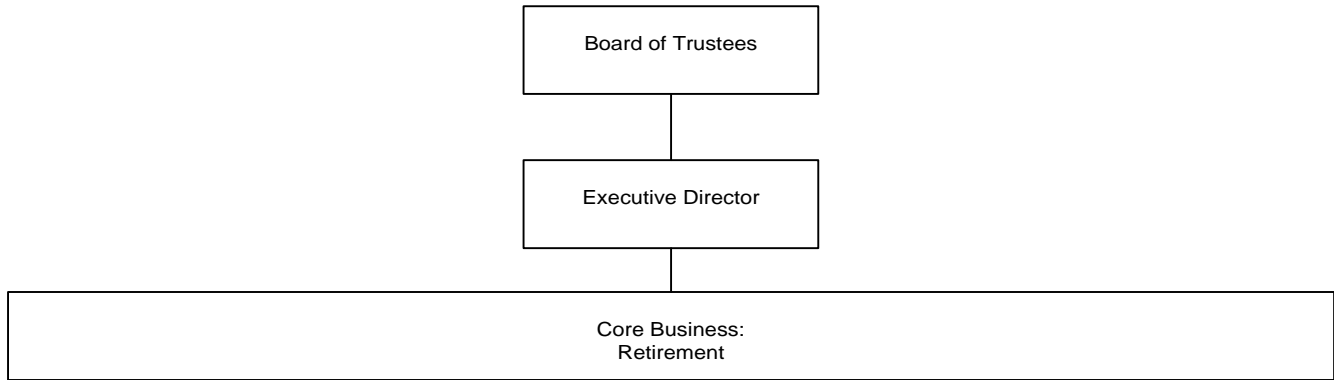 Board of Trustees
Executive Director
Core Business:
Retirement